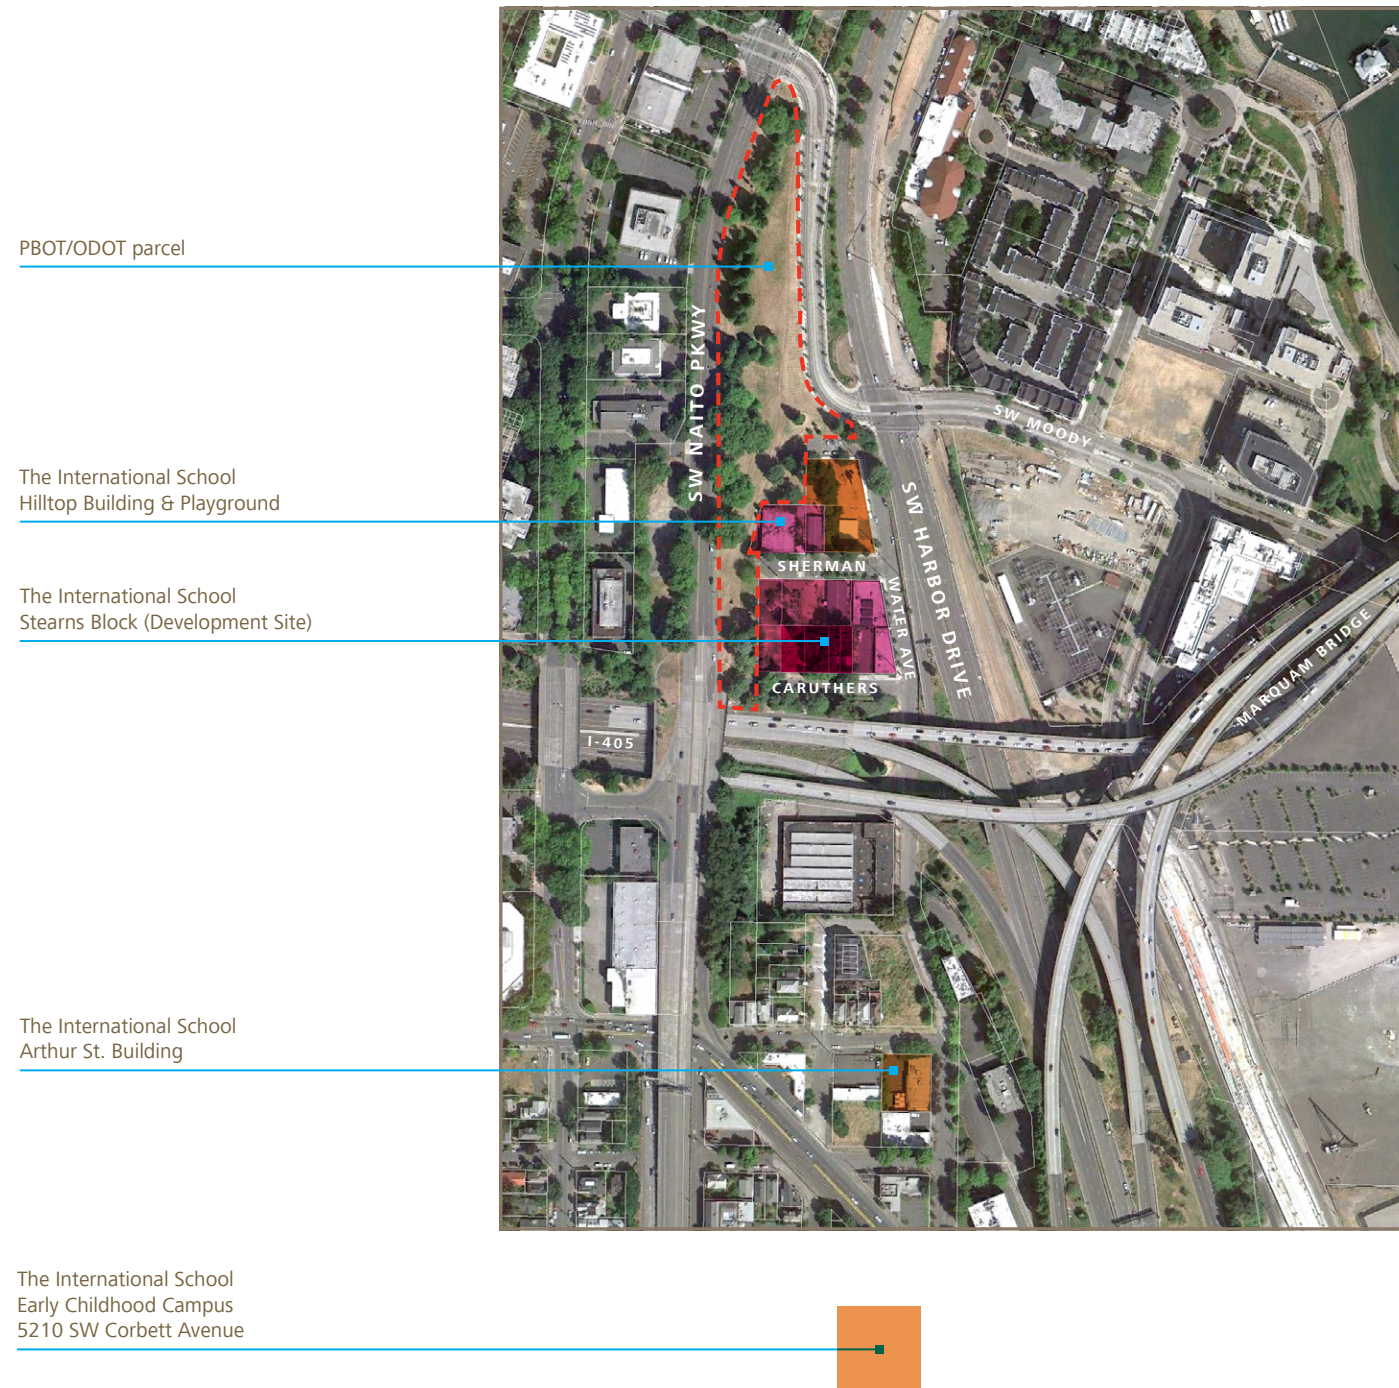 PBOT/ODOT parcel
The International School
Hilltop Building & Playground
The International School
Stearns Block (Development Site)
The International School
Arthur St. Building
The International School
Early Childhood Campus
5210 SW Corbett Avenue
SW NAITO PKWY
SW MOODY
SW HARBOR DRIVE
SHERMAN
WATER AVE
CARUTHERS
MARQUAM BRIDGE
I-405